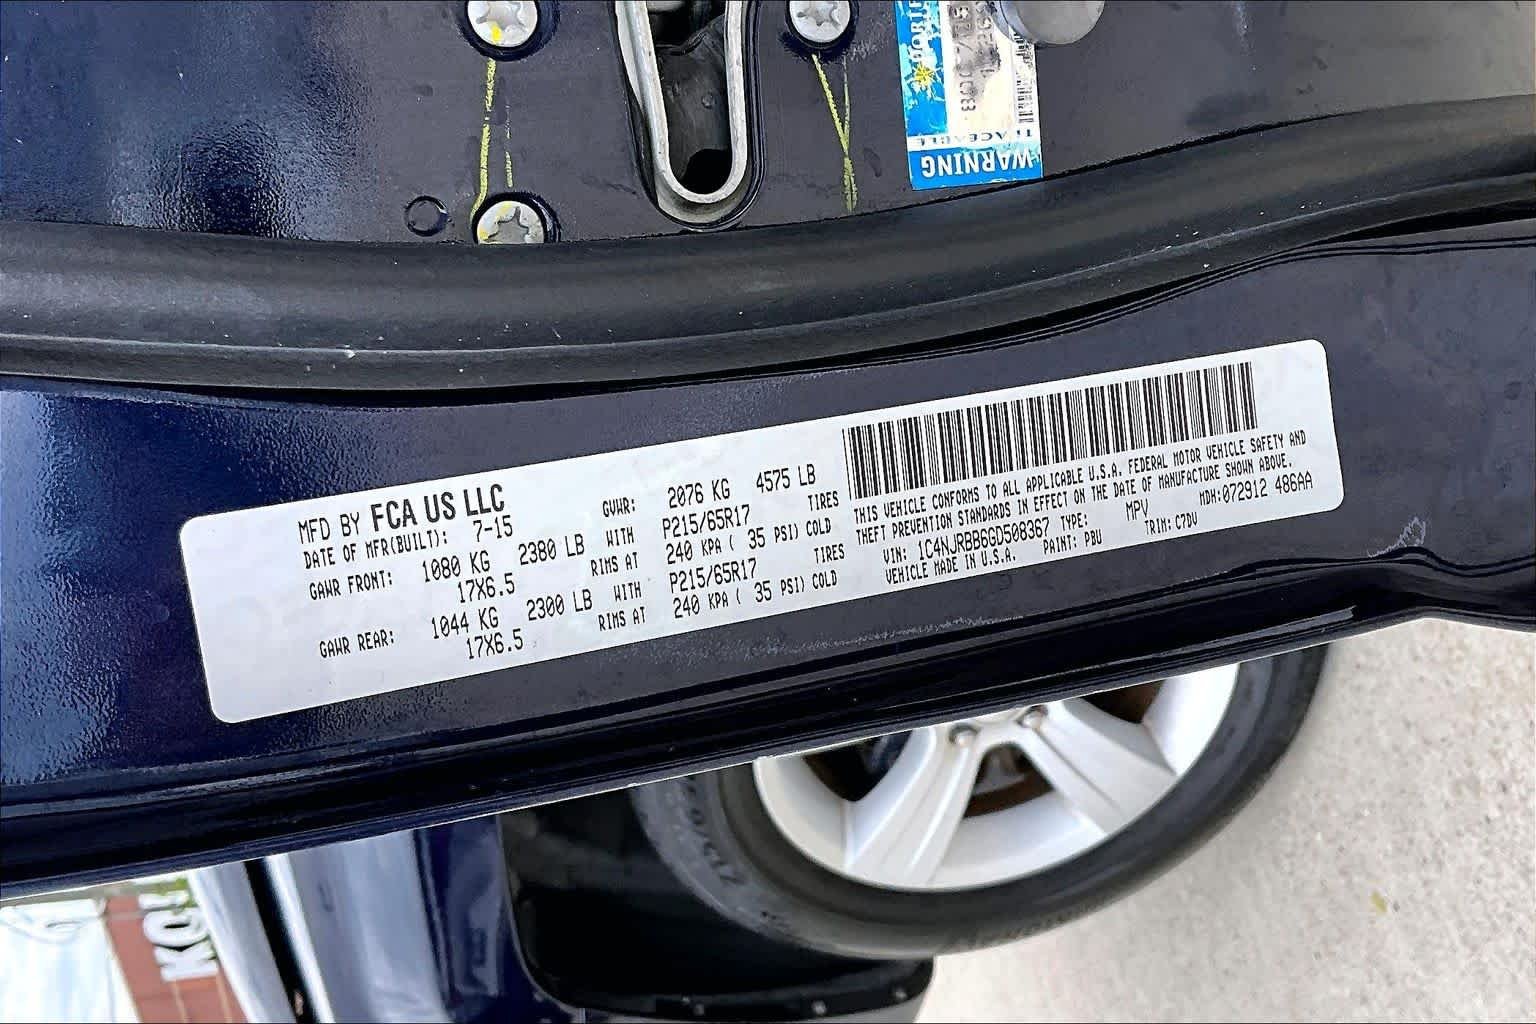 WARNING
TRACEABLE
MFD BY FCA US LLC
DATE OF MFR(BUILT): 7-15
GVWR: 2076 KG 4575 LB
GAWR FRONT: 1080 KG 2380 LB WITH P215/65R17 TIRES
17X6.5 RIMS AT 240 KPA ( 35 PSI) COLD
GAWR REAR: 1044 KG 2300 LB WITH P215/65R17 TIRES
17X6.5 RIMS AT 240 KPA ( 35 PSI) COLD
THIS VEHICLE CONFORMS TO ALL APPLICABLE U.S.A. FEDERAL MOTOR VEHICLE SAFETY AND
THEFT PREVENTION STANDARDS IN EFFECT ON THE DATE OF MANUFACTURE SHOWN ABOVE.
VIN: 1C4NJRBB6GD508367 TYPE: MPV MDH:072912 486AA
VEHICLE MADE IN U.S.A. PAINT: PBU TRIM: C7DV